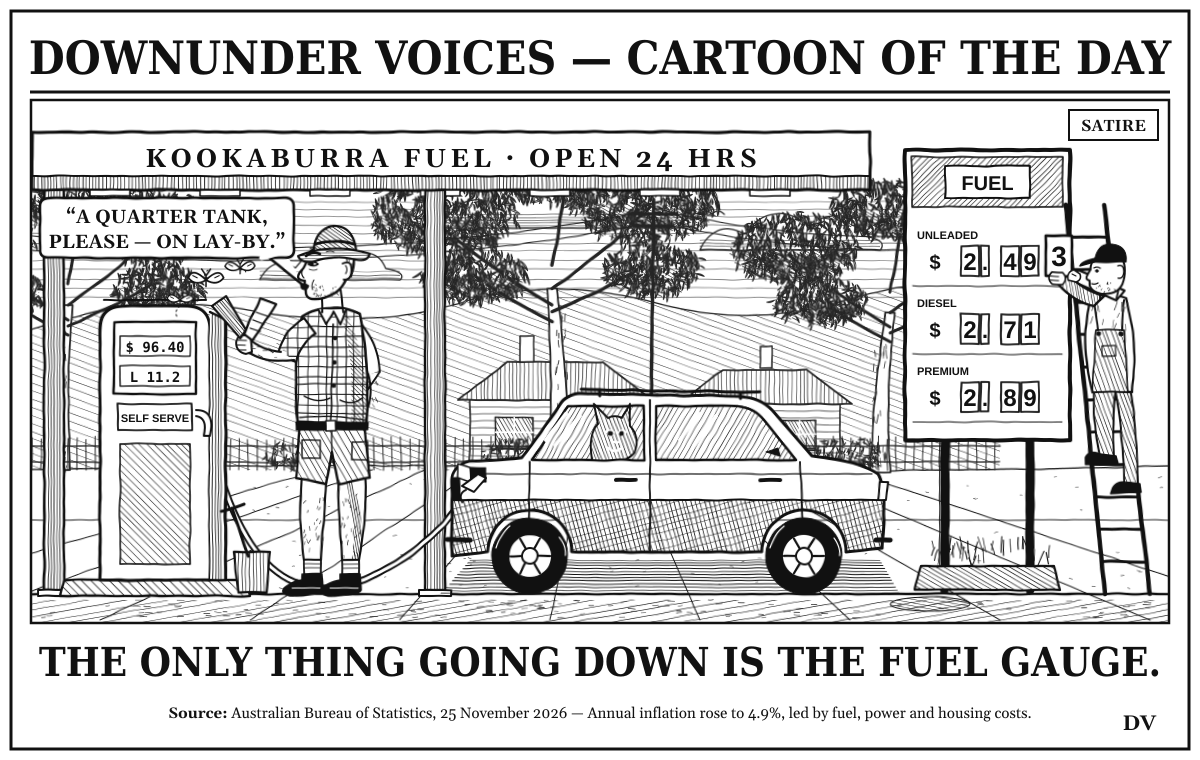 DOWNUNDER VOICES — CARTOON OF THE DAY
SATIRE
KOOKABURRA FUEL · OPEN 24 HRS
“A QUARTER TANK,
PLEASE — ON LAY-BY.”
FUEL
UNLEADED
$ 2.49
3
DIESEL
$ 2.71
PREMIUM
$ 2.89
$ 96.40
L 11.2
SELF SERVE
THE ONLY THING GOING DOWN IS THE FUEL GAUGE.
Source: Australian Bureau of Statistics, 25 November 2026 — Annual inflation rose to 4.9%, led by fuel, power and housing costs.
DV